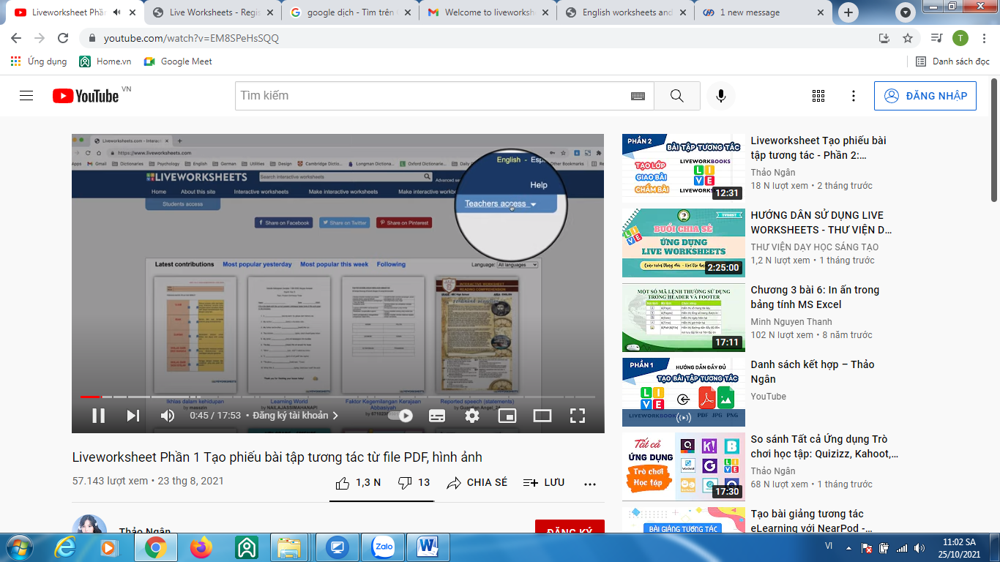 Liveworksheet Phần
Live Worksheets - Regis
google dịch - Tìm trên
Welcome to liveworksh
English worksheets and
1 new message
youtube.com/watch?v=EM8SPeHsSQQ
T
Ứng dụng
Home.vn
Google Meet
Danh sách đọc
YouTube VN
Tìm kiếm
ĐĂNG NHẬP
Liveworksheets.com - Interac
https://www.liveworksheets.com
Apps Gmail Dictionaries Psychology English German Utilities Design Cambridge Dictio... Longman Dictiona... Oxford Dictionarie... Daily
LIVEWORKSHEETS
Search interactive worksheets
Advanced se
English - Esp
Help
Home About this site Interactive worksheets Make interactive worksheets Make interactive workb
Students access
Teachers access
Share on Facebook
Share on Twitter
Share on Pinterest
Latest contributions Most popular yesterday Most popular this week Following
Language: All languages
Ikhlas dalam kehidupan
Learning World
by NAILAJASSIMAHANAPI
Faktor Kegemilangan Kerajaan
Abbasiyah
Reported speech (statements)
0:45 / 17:53 • Đăng ký tài khoản
Liveworksheet Phần 1 Tạo phiếu bài tập tương tác từ file PDF, hình ảnh
57.143 lượt xem • 23 thg 8, 2021
1,3 N
13
CHIA SẺ
LƯU
Thảo Ngân
ĐĂNG KÝ
PHẦN 2
BÀI TẬP TƯƠNG TÁC
TẠO LỚP
GIAO BÀI
CHẤM BÀI
LIVEWORKBOOKS
LIVE
12:31
Liveworksheet Tạo phiếu bài
tập tương tác - Phần 2:...
Thảo Ngân
18 N lượt xem • 2 tháng trước
LIVE
BUỔI CHIA SẺ
ỨNG DỤNG
LIVE WORKSHEETS
2:25:00
HƯỚNG DẪN SỬ DỤNG LIVE
WORKSHEETS - THƯ VIỆN D...
THƯ VIỆN DẠY HỌC SÁNG TẠO
1,2 N lượt xem • 1 tháng trước
MỘT SỐ MÃ LỆNH THƯỜNG SỬ DỤNG
TRONG HEADER VÀ FOOTER
17:11
Chương 3 bài 6: In ấn trong
bảng tính MS Excel
Minh Nguyen Thanh
102 N lượt xem • 8 năm trước
PHẦN 1
HƯỚNG DẪN ĐẦY ĐỦ
TẠO BÀI TẬP TƯƠNG TÁC
LIVE
LIVEWORKBOOK
PDF JPG PNG
Danh sách kết hợp – Thảo
Ngân
YouTube
Tất cả
ỨNG DỤNG
Trò chơi
Học tập
17:30
So sánh Tất cả Ứng dụng Trò
chơi học tập: Quizizz, Kahoot,...
Thảo Ngân
68 N lượt xem • 1 tháng trước
BÀI GIẢNG TƯƠNG TÁC
Tạo bài giảng tương tác
eLearning với NearPod -...
Zalo
VI
11:02 SA
25/10/2021